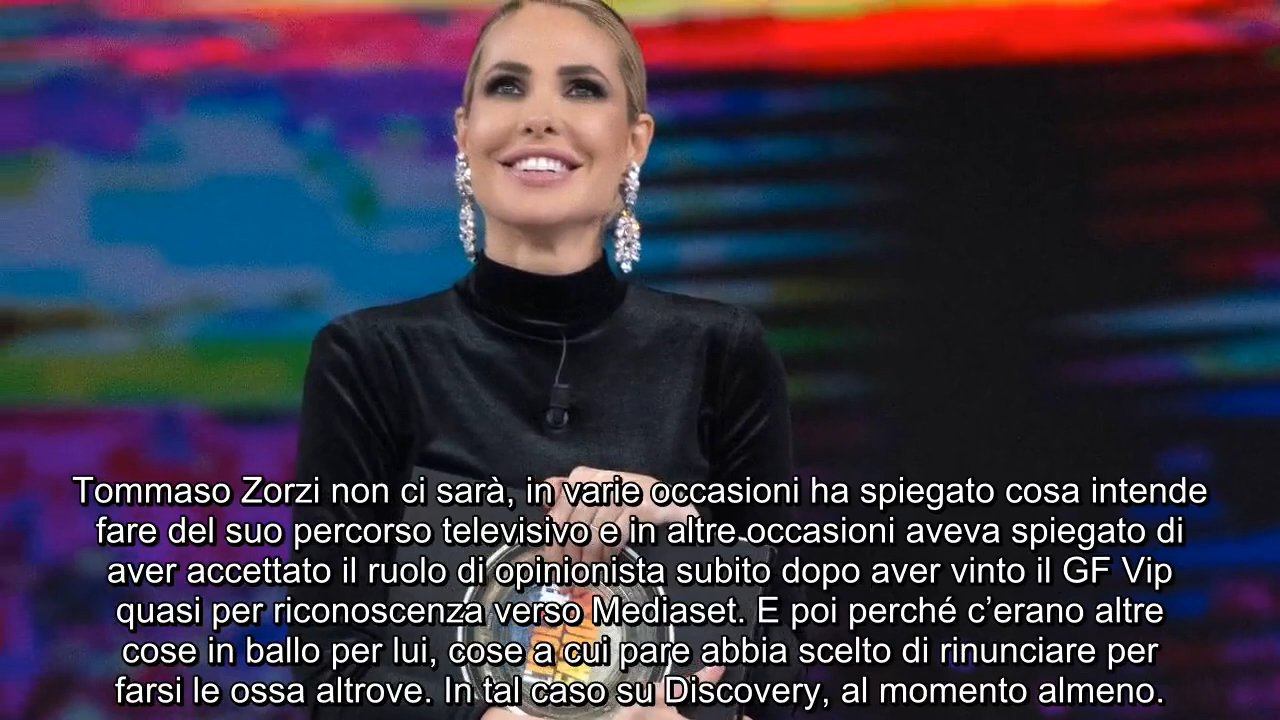 Tommaso Zorzi non ci sarà, in varie occasioni ha spiegato cosa intende
fare del suo percorso televisivo e in altre occasioni aveva spiegato di
aver accettato il ruolo di opinionista subito dopo aver vinto il GF Vip
quasi per riconoscenza verso Mediaset. E poi perché c’erano altre
cose in ballo per lui, cose a cui pare abbia scelto di rinunciare per
farsi le ossa altrove. In tal caso su Discovery, al momento almeno.